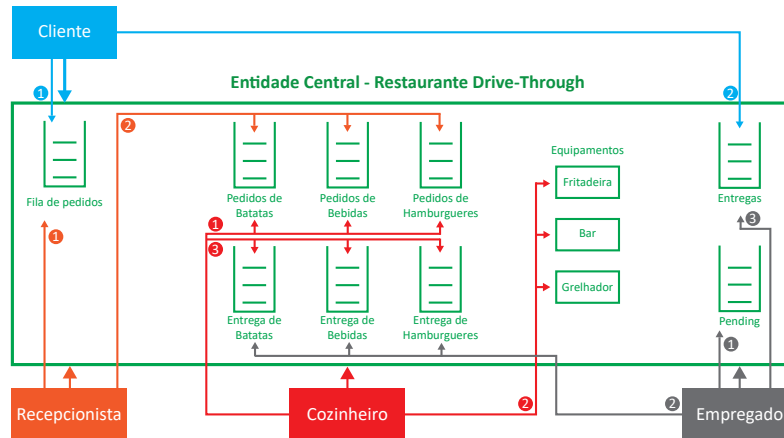 Cliente
Entidade Central - Restaurante Drive-Through
1
2
2
Fila de pedidos
Pedidos de
Batatas
Pedidos de
Bebidas
Pedidos de
Hamburgueres
Equipamentos
Fritadeira
Bar
Grelhador
Entregas
1
3
1
3
Entrega de
Batatas
Entrega de
Bebidas
Entrega de
Hamburgueres
Pending
1
2
2
Recepcionista
Cozinheiro
Empregado